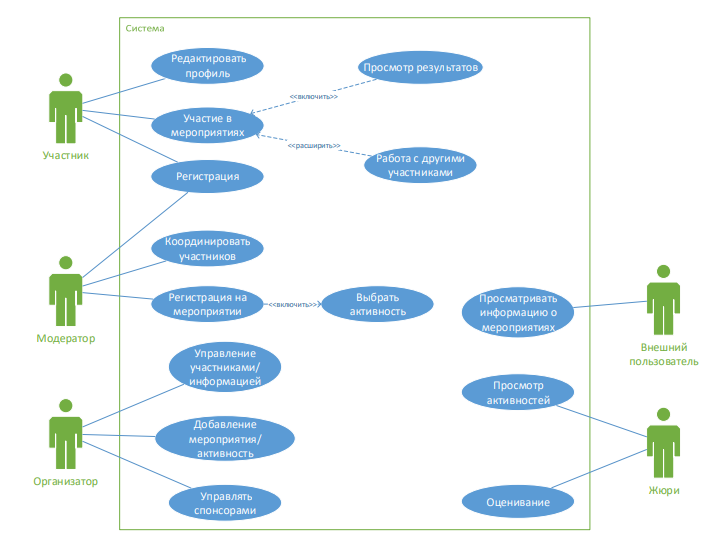 Система
Редактировать
профиль
Просмотр результатов
<<включить>>
Участие в
мероприятиях
<<расширить>>
Работа с другими
участниками
Участник
Регистрация
Координировать
участников
Регистрация на
мероприятии
<<включить>>
Выбрать
активность
Просматривать
информацию о
мероприятиях
Модератор
Внешний
пользователь
Управление
участниками/
информацией
Просмотр
активностей
Добавление
мероприятия/
активность
Организатор
Управлять
спонсорами
Оценивание
Жюри